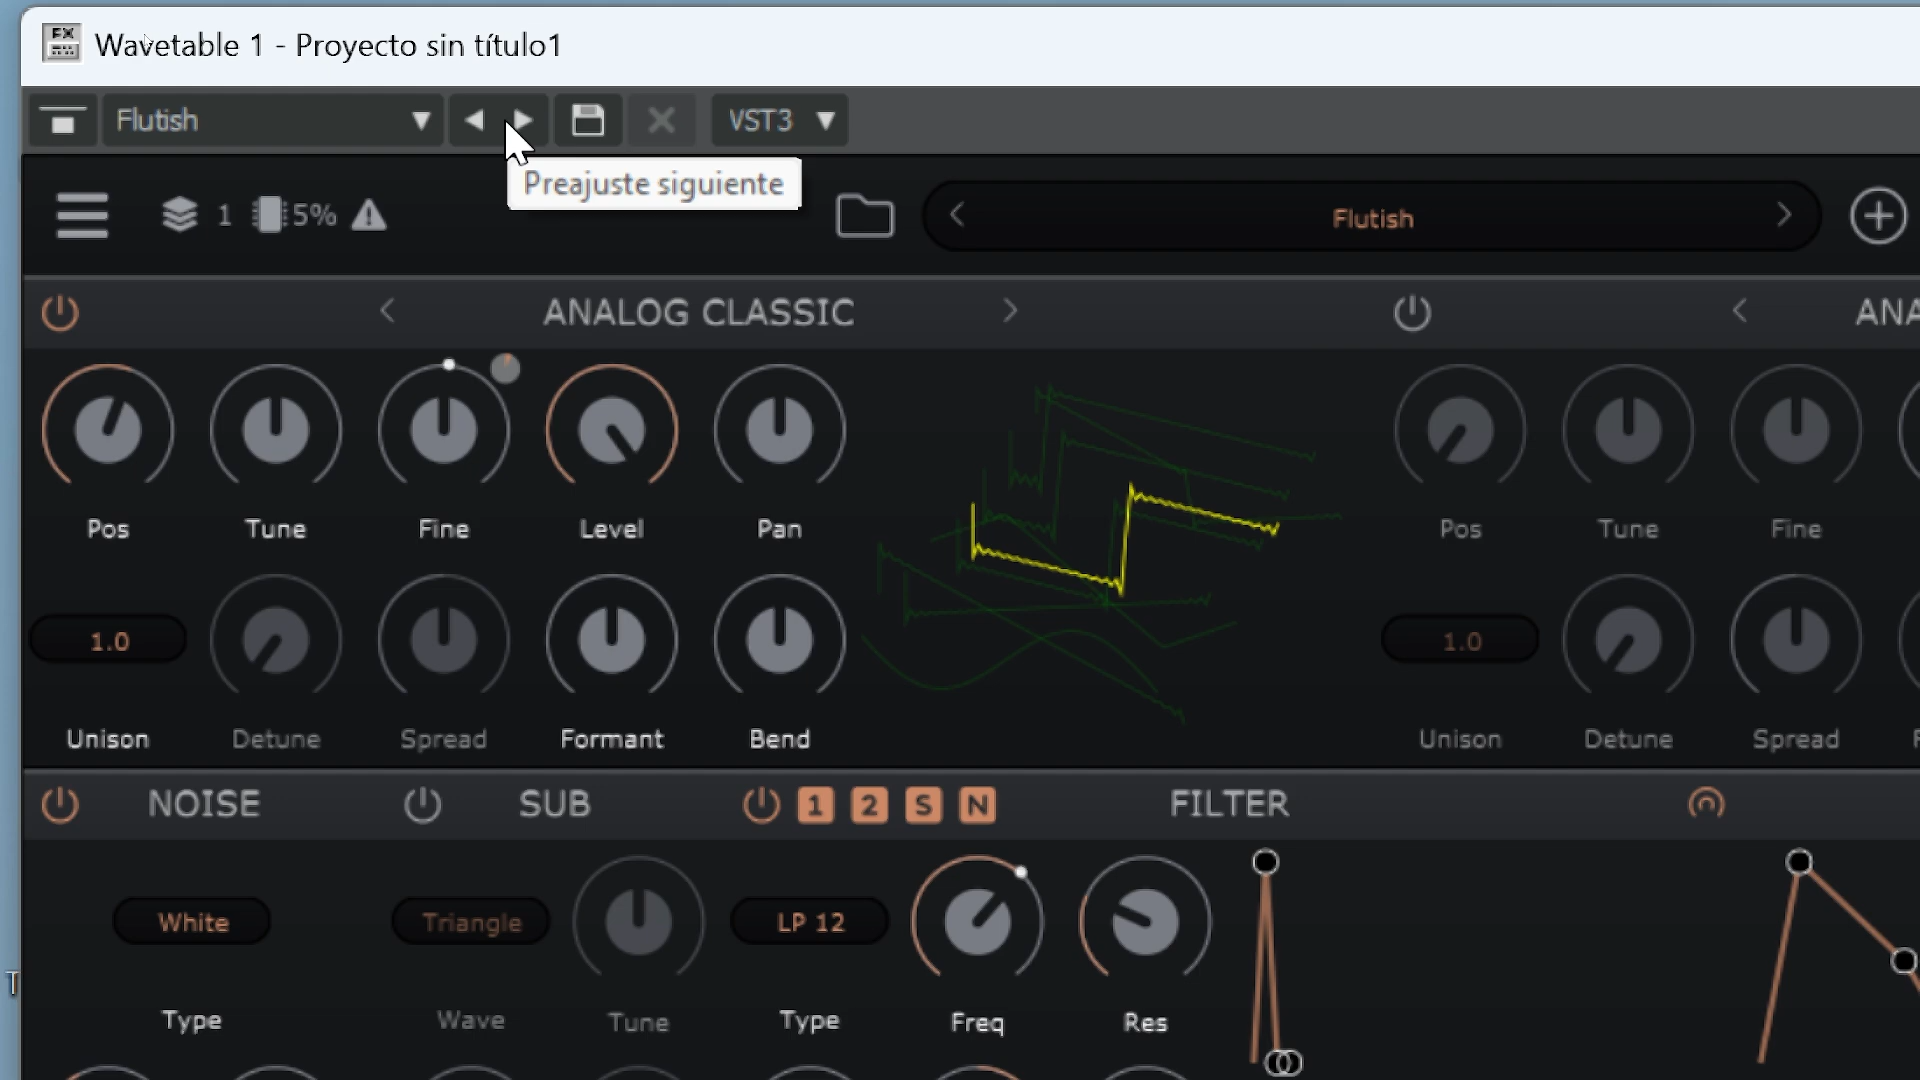 FX
Wavetable 1 - Proyecto sin título1
Flutish
VST3
Preajuste siguiente
1
5%
Flutish
ANALOG CLASSIC
ANA
Pos
Tune
Fine
Level
Pan
Pos
Tune
Fine
1.0
1.0
Unison
Detune
Spread
Formant
Bend
Unison
Detune
Spread
F
NOISE
SUB
1 2 S N
FILTER
White
Triangle
LP 12
T
Type
Wave
Tune
Type
Freq
Res